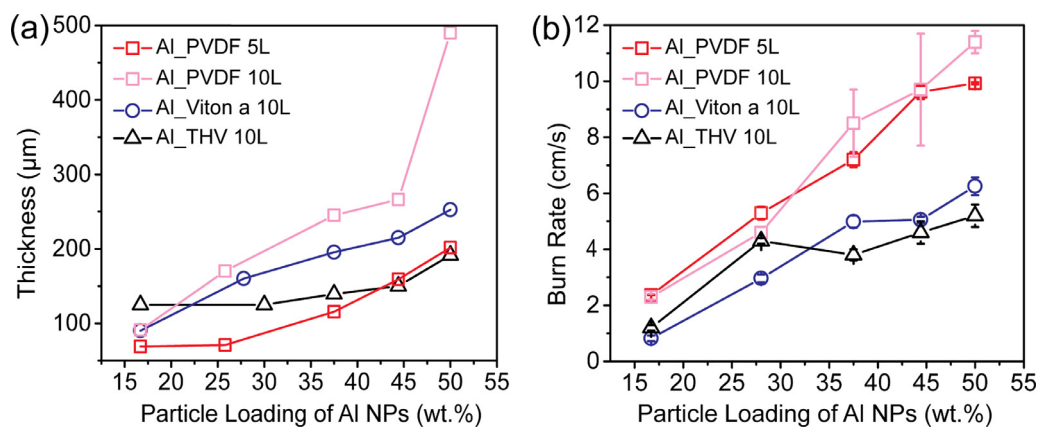 (a)
500
400
300
200
100
Thickness (µm)
Al_PVDF 5L
Al_PVDF 10L
Al_Viton a 10L
Al_THV 10L
15 20 25 30 35 40 45 50 55
Particle Loading of Al NPs (wt.%)
(b)
12
10
8
6
4
2
0
Burn Rate (cm/s)
Al_PVDF 5L
Al_PVDF 10L
Al_Viton a 10L
Al_THV 10L
15 20 25 30 35 40 45 50 55
Particle Loading of Al NPs (wt.%)